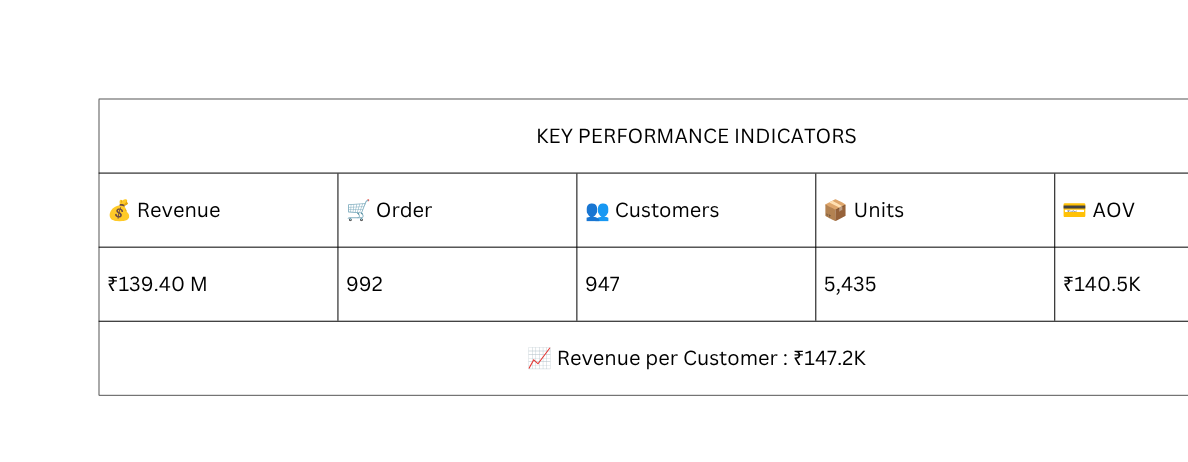 KEY PERFORMANCE INDICATORS
💰 Revenue 🛒 Order 👥 Customers 📦 Units 💳 AOV
₹139.40 M 992 947 5,435 ₹140.5K
📈 Revenue per Customer : ₹147.2K